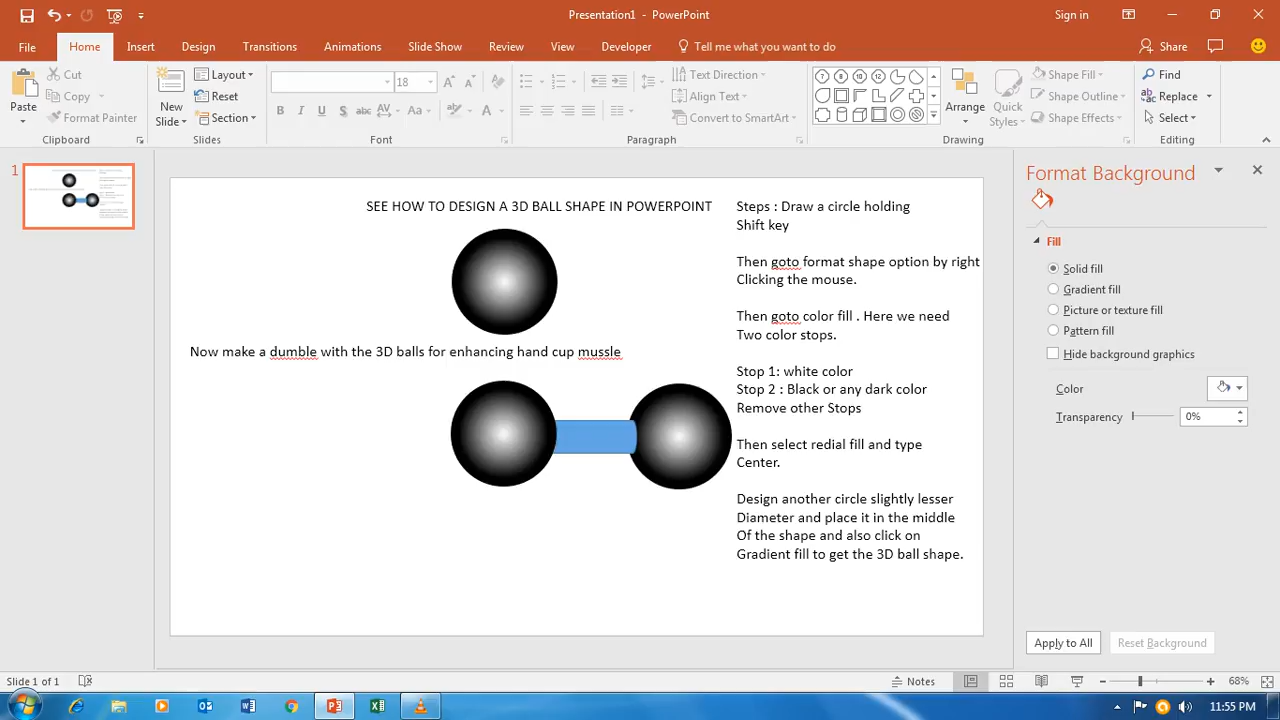 Presentation1 - PowerPoint
Sign in
File
Home
Insert
Design
Transitions
Animations
Slide Show
Review
View
Developer
Tell me what you want to do
Share
Paste
Cut
Copy
Format Painter
Clipboard
New
Slide
Layout
Reset
Section
Slides
18
B I U S abc AV Aa A
Font
Paragraph
Text Direction
Align Text
Convert to SmartArt
Arrange
Quick
Styles
Shape Fill
Shape Outline
Shape Effects
Drawing
Find
Replace
Select
Editing
1
SEE HOW TO DESIGN A 3D BALL SHAPE IN POWERPOINT
Now make a dumble with the 3D balls for enhancing hand cup mussle
Steps : Draw a circle holding
Shift key
Then goto format shape option by right
Clicking the mouse.
Then goto color fill . Here we need
Two color stops.
Stop 1: white color
Stop 2 : Black or any dark color
Remove other Stops
Then select redial fill and type
Center.
Design another circle slightly lesser
Diameter and place it in the middle
Of the shape and also click on
Gradient fill to get the 3D ball shape.
Format Background
Fill
Solid fill
Gradient fill
Picture or texture fill
Pattern fill
Hide background graphics
Color
Transparency
0%
Apply to All
Reset Background
Slide 1 of 1
Notes
68%
11:55 PM